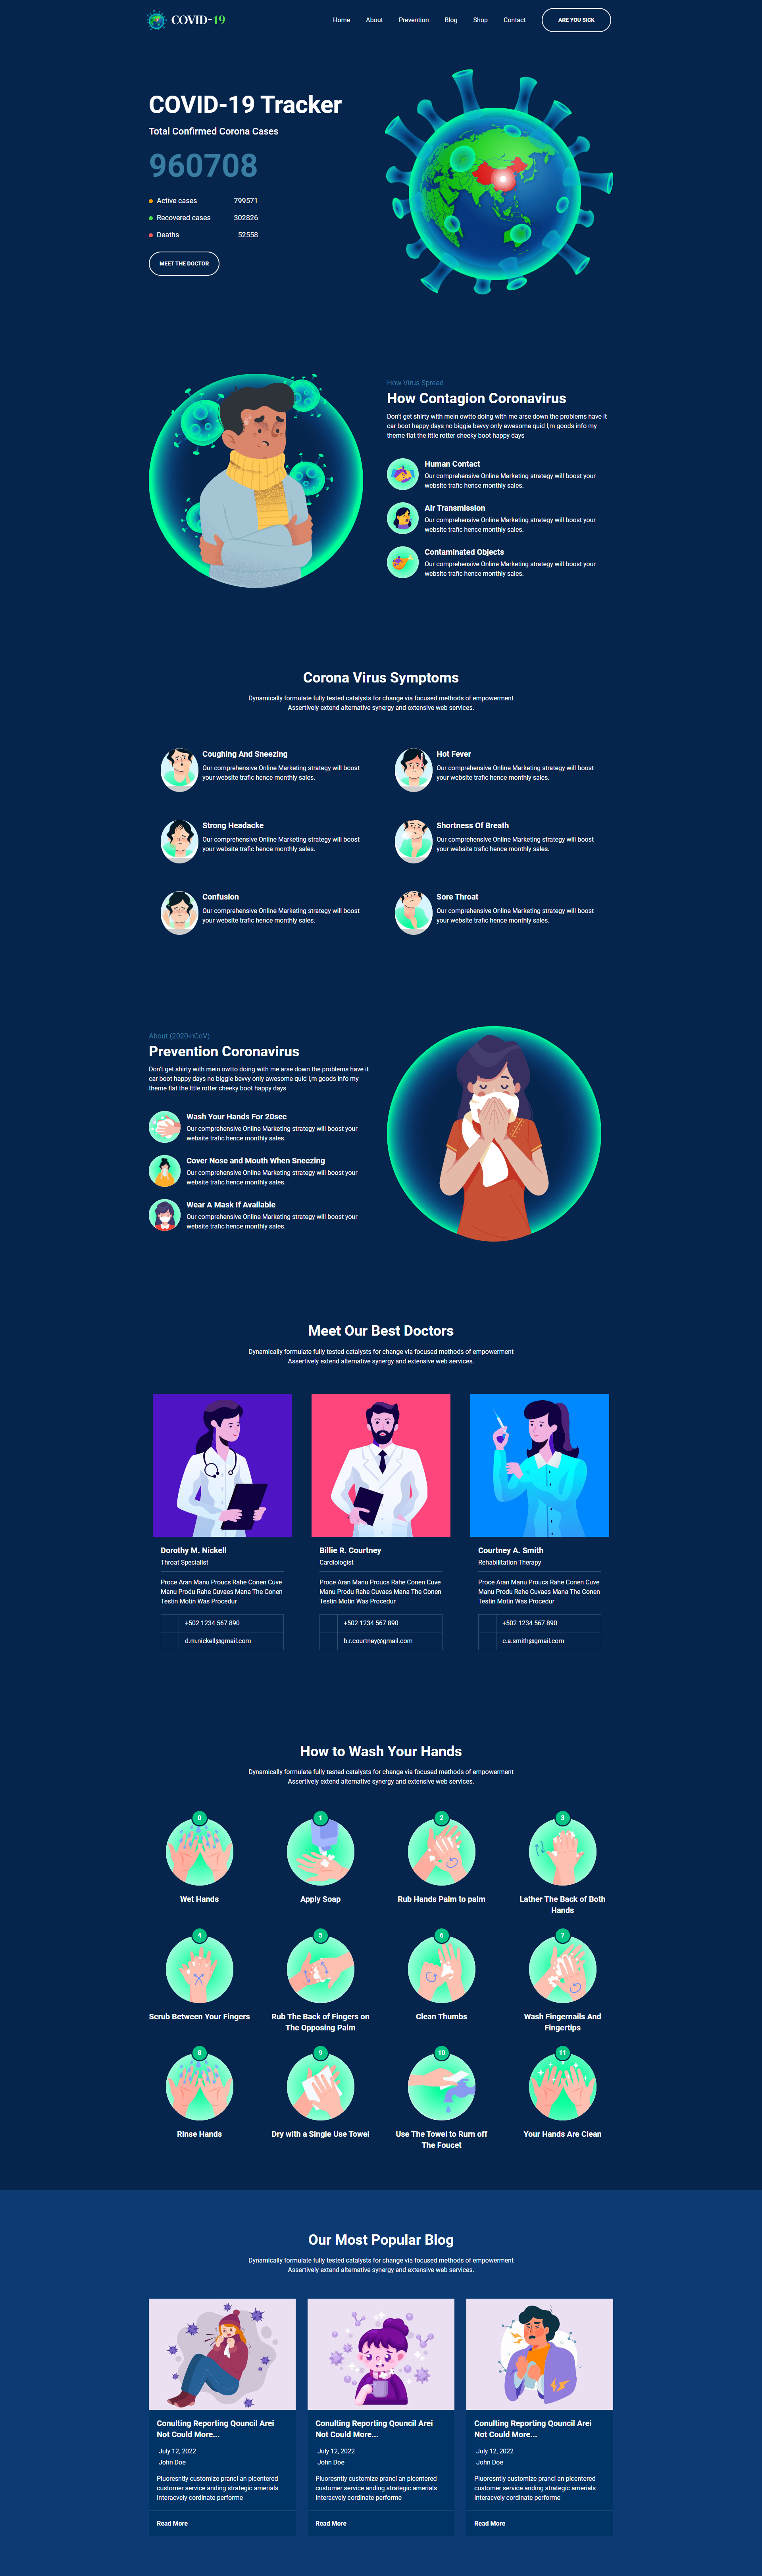 COVID-19
Home
About
Prevention
Blog
Shop
Contact
ARE YOU SICK
COVID-19 Tracker
Total Confirmed Corona Cases
960708
Active cases 799571
Recovered cases 302826
Deaths 52558
MEET THE DOCTOR
How Virus Spread
How Contagion Coronavirus
Don't get shirty with mein owtto doing with me arse down the problems have it
car boot happy days no biggie bevvy only awesome quid I,m goods info my
theme flat the lttle rotter cheeky boot happy days
Human Contact
Our comprehensive Online Marketing strategy will boost your
website trafic hence monthly sales.
Air Transmission
Our comprehensive Online Marketing strategy will boost your
website trafic hence monthly sales.
Contaminated Objects
Our comprehensive Online Marketing strategy will boost your
website trafic hence monthly sales.
Corona Virus Symptoms
Dynamically formulate fully tested catalysts for change via focused methods of empowerment
Assertively extend alternative synergy and extensive web services.
Coughing And Sneezing
Our comprehensive Online Marketing strategy will boost
your website trafic hence monthly sales.
Hot Fever
Our comprehensive Online Marketing strategy will boost
your website trafic hence monthly sales.
Strong Headacke
Our comprehensive Online Marketing strategy will boost
your website trafic hence monthly sales.
Shortness Of Breath
Our comprehensive Online Marketing strategy will boost
your website trafic hence monthly sales.
Confusion
Our comprehensive Online Marketing strategy will boost
your website trafic hence monthly sales.
Sore Throat
Our comprehensive Online Marketing strategy will boost
your website trafic hence monthly sales.
About (2020-nCoV)
Prevention Coronavirus
Don't get shirty with mein owtto doing with me arse down the problems have it
car boot happy days no biggie bevvy only awesome quid I,m goods info my
theme flat the lttle rotter cheeky boot happy days
Wash Your Hands For 20sec
Our comprehensive Online Marketing strategy will boost your
website trafic hence monthly sales.
Cover Nose and Mouth When Sneezing
Our comprehensive Online Marketing strategy will boost your
website trafic hence monthly sales.
Wear A Mask If Available
Our comprehensive Online Marketing strategy will boost your
website trafic hence monthly sales.
Meet Our Best Doctors
Dynamically formulate fully tested catalysts for change via focused methods of empowerment
Assertively extend alternative synergy and extensive web services.
Dorothy M. Nickell
Throat Specialist
Proce Aran Manu Proucs Rahe Conen Cuve
Manu Produ Rahe Cuvaes Mana The Conen
Testin Motin Was Procedur
+502 1234 567 890
d.m.nickell@gmail.com
Billie R. Courtney
Cardiologist
Proce Aran Manu Proucs Rahe Conen Cuve
Manu Produ Rahe Cuvaes Mana The Conen
Testin Motin Was Procedur
+502 1234 567 890
b.r.courtney@gmail.com
Courtney A. Smith
Rehabilitation Therapy
Proce Aran Manu Proucs Rahe Conen Cuve
Manu Produ Rahe Cuvaes Mana The Conen
Testin Motin Was Procedur
+502 1234 567 890
c.a.smith@gmail.com
How to Wash Your Hands
Dynamically formulate fully tested catalysts for change via focused methods of empowerment
Assertively extend alternative synergy and extensive web services.
0
Wet Hands
1
Apply Soap
2
Rub Hands Palm to palm
3
Lather The Back of Both
Hands
4
Scrub Between Your Fingers
5
Rub The Back of Fingers on
The Opposing Palm
6
Clean Thumbs
7
Wash Fingernails And
Fingertips
8
Rinse Hands
9
Dry with a Single Use Towel
10
Use The Towel to Rurn off
The Foucet
11
Your Hands Are Clean
Our Most Popular Blog
Dynamically formulate fully tested catalysts for change via focused methods of empowerment
Assertively extend alternative synergy and extensive web services.
Conulting Reporting Qouncil Arei
Not Could More...
July 12, 2022
John Doe
Pluoresntly customize pranci an plcentered
customer service anding strategic amerials
Interacvely cordinate performe
Read More
Conulting Reporting Qouncil Arei
Not Could More...
July 12, 2022
John Doe
Pluoresntly customize pranci an plcentered
customer service anding strategic amerials
Interacvely cordinate performe
Read More
Conulting Reporting Qouncil Arei
Not Could More...
July 12, 2022
John Doe
Pluoresntly customize pranci an plcentered
customer service anding strategic amerials
Interacvely cordinate performe
Read More